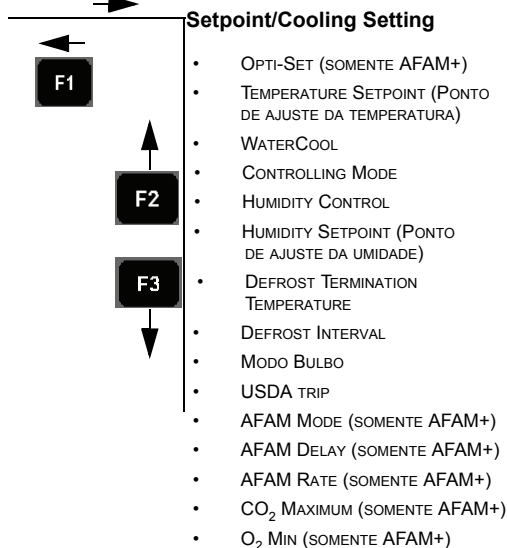 Setpoint/Cooling Setting
F1
F2
F3
• OPTI-SET (SOMENTE AFAM+)
• TEMPERATURE SETPOINT (PONTO
DE AJUSTE DA TEMPERATURA)
• WATERCOOL
• CONTROLLING MODE
• HUMIDITY CONTROL
• HUMIDITY SETPOINT (PONTO
DE AJUSTE DA UMIDADE)
• DEFROST TERMINATION
TEMPERATURE
• DEFROST INTERVAL
• MODO BULBO
• USDA TRIP
• AFAM MODE (SOMENTE AFAM+)
• AFAM DELAY (SOMENTE AFAM+)
• AFAM RATE (SOMENTE AFAM+)
• CO₂ MAXIMUM (SOMENTE AFAM+)
• O₂ MIN (SOMENTE AFAM+)